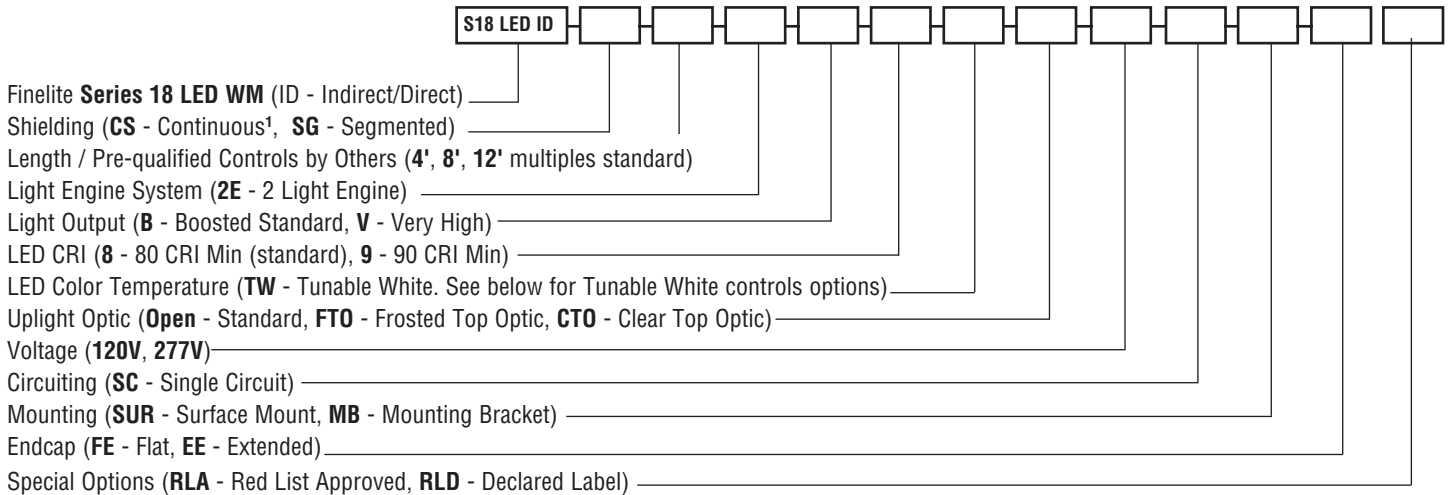 S18 LED ID
Finelite Series 18 LED WM (ID - Indirect/Direct)
Shielding (CS - Continuous¹, SG - Segmented)
Length / Pre-qualified Controls by Others (4', 8', 12' multiples standard)
Light Engine System (2E - 2 Light Engine)
Light Output (B - Boosted Standard, V - Very High)
LED CRI (8 - 80 CRI Min (standard), 9 - 90 CRI Min)
LED Color Temperature (TW - Tunable White. See below for Tunable White controls options)
Uplight Optic (Open - Standard, FTO - Frosted Top Optic, CTO - Clear Top Optic)
Voltage (120V, 277V)
Circuiting (SC - Single Circuit)
Mounting (SUR - Surface Mount, MB - Mounting Bracket)
Endcap (FE - Flat, EE - Extended)
Special Options (RLA - Red List Approved, RLD - Declared Label)